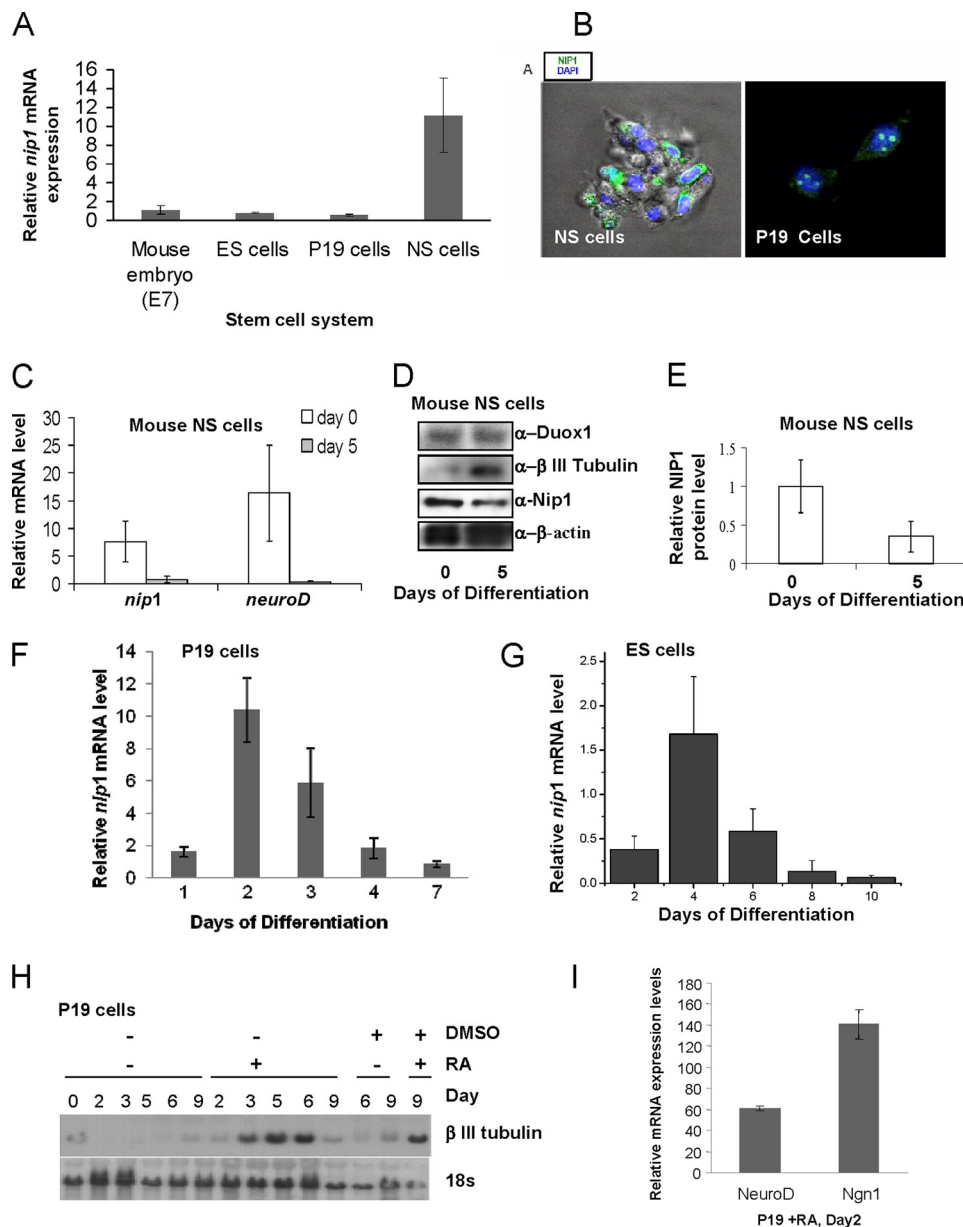 A
Relative nip1 mRNA
expression
16
14
12
10
8
6
4
2
0
Mouse
embryo
(E7)
ES cells
P19 cells
NS cells
Stem cell system
B
A
NIP1
DAPI
NS cells
P19 Cells
C
Relative mRNA level
Mouse NS cells
day 0
day 5
30
25
20
15
10
5
0
nip1
neuroD
D
Mouse NS cells
α–Duox1
α–β III Tubulin
α-Nip1
α–β-actin
0 5
Days of Differentiation
E
Mouse NS cells
Relative NIP1
protein level
1.5
1
0.5
0
0
5
Days of Differentiation
F
P19 cells
Relative nip1 mRNA level
14
12
10
8
6
4
2
0
1 2 3 4 7
Days of Differentiation
G
ES cells
Relative nip1 mRNA level
2.5
2.0
1.5
1.0
0.5
0.0
2 4 6 8 10
Days of Differentiation
H
P19 cells
- - + + DMSO
- + - + RA
0 2 3 5 6 9 2 3 5 6 9 6 9 9 Day
β III tubulin
18s
I
Relative mRNA expression levels
180
160
140
120
100
80
60
40
20
0
NeuroD
Ngn1
P19 +RA, Day2